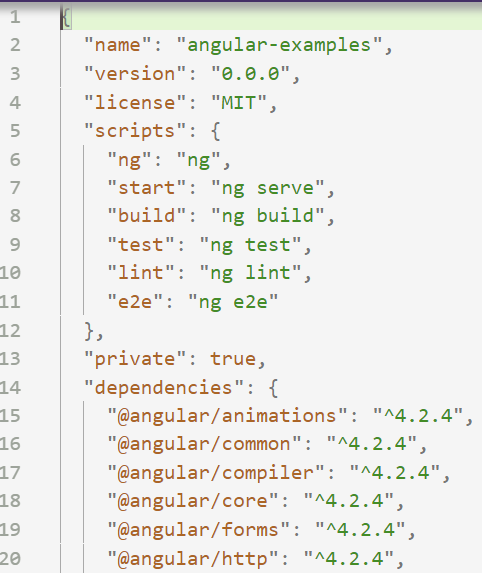 1 {
2 "name": "angular-examples",
3 "version": "0.0.0",
4 "license": "MIT",
5 "scripts": {
6 "ng": "ng",
7 "start": "ng serve",
8 "build": "ng build",
9 "test": "ng test",
10 "lint": "ng lint",
11 "e2e": "ng e2e"
12 },
13 "private": true,
14 "dependencies": {
15 "@angular/animations": "^4.2.4",
16 "@angular/common": "^4.2.4",
17 "@angular/compiler": "^4.2.4",
18 "@angular/core": "^4.2.4",
19 "@angular/forms": "^4.2.4",
20 "@angular/http": "^4.2.4",